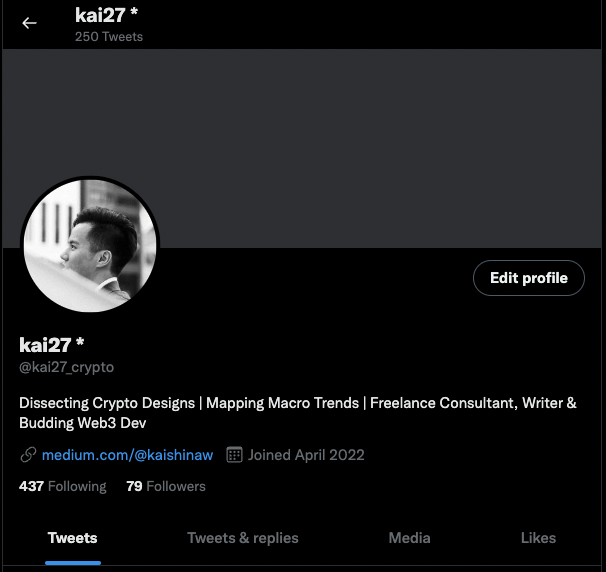 kai27 *
250 Tweets
Edit profile
kai27 *
@kai27_crypto
Dissecting Crypto Designs | Mapping Macro Trends | Freelance Consultant, Writer &
Budding Web3 Dev
medium.com/@kaishinaw Joined April 2022
437 Following 79 Followers
Tweets Tweets & replies Media Likes